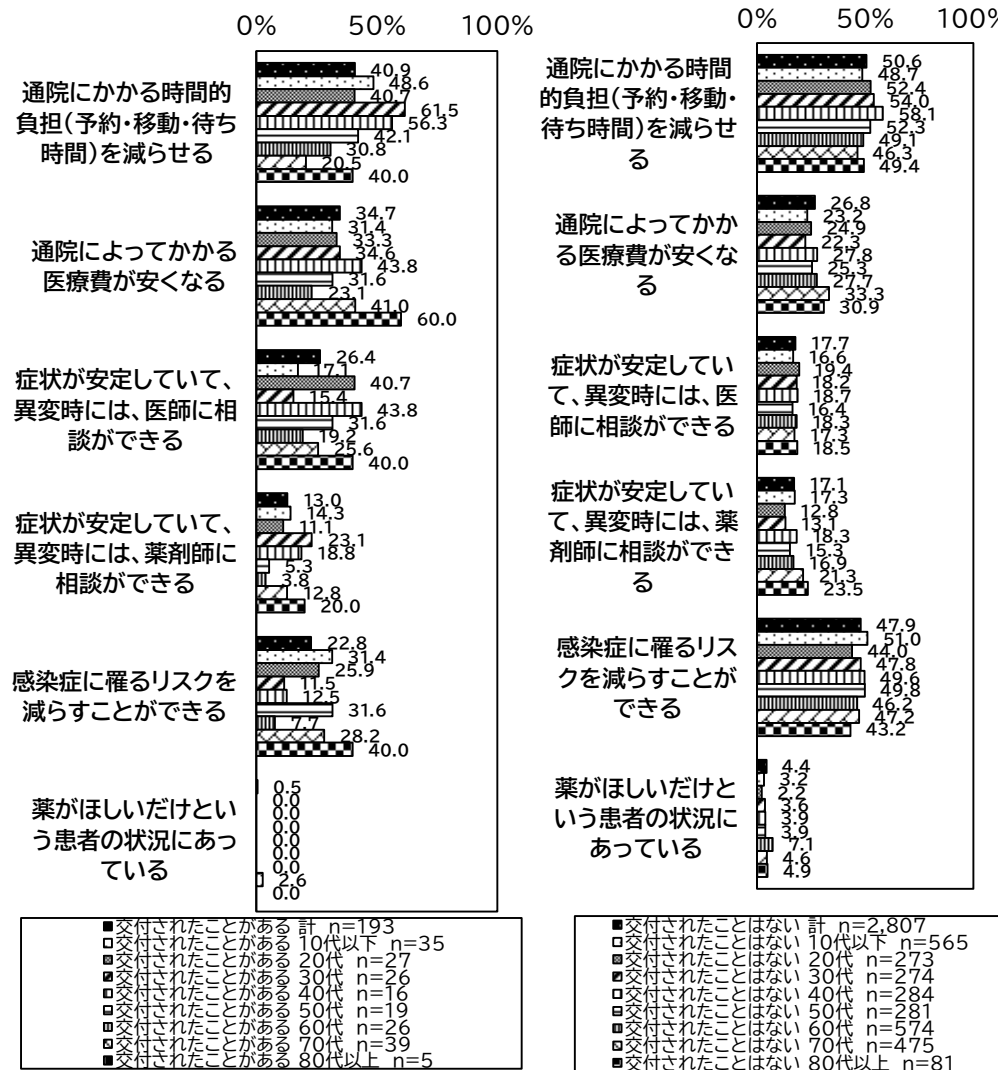 0% 50% 100%
通院にかかる時間的
負担（予約・移動・待ち
時間）を減らせる
40.9
48.6
40.7
61.5
56.3
42.1
30.8
20.5
40.0
通院によってかかる
医療費が安くなる
34.7
31.4
33.3
34.6
43.8
31.6
23.1
41.0
60.0
症状が安定していて、
異変時には、医師に相
談ができる
26.4
17.1
40.7
15.4
43.8
31.6
19.2
25.6
40.0
症状が安定していて、
異変時には、薬剤師に
相談ができる
13.0
14.3
11.1
23.1
18.8
5.3
3.8
12.8
20.0
感染症に罹るリスクを
減らすことができる
22.8
31.4
25.9
11.5
12.5
31.6
7.7
28.2
40.0
薬がほしいだけとい
う患者の状況にあっ
ている
0.5
0.0
0.0
0.0
0.0
0.0
0.0
2.6
0.0
交付されたことがある 計 n=193
交付されたことがある 10代以下 n=35
交付されたことがある 20代 n=27
交付されたことがある 30代 n=26
交付されたことがある 40代 n=16
交付されたことがある 50代 n=19
交付されたことがある 60代 n=26
交付されたことがある 70代 n=39
交付されたことがある 80代以上 n=5
0% 50% 100%
通院にかかる時間
的負担（予約・移動・
待ち時間）を減らせ
る
50.6
48.7
52.4
54.0
58.1
52.3
49.1
46.3
49.4
通院によってかか
る医療費が安くな
る
26.8
23.2
24.9
22.3
27.8
25.3
27.7
33.3
30.9
症状が安定してい
て、異変時には、医
師に相談ができる
17.7
16.6
19.4
18.2
18.7
16.4
18.3
17.3
18.5
症状が安定してい
て、異変時には、薬
剤師に相談ができ
る
17.1
17.3
12.8
13.1
18.3
15.3
16.9
21.3
23.5
感染症に罹るリス
クを減らすことが
できる
47.9
51.0
44.0
47.8
49.6
49.8
46.2
47.2
43.2
薬がほしいだけと
いう患者の状況に
あっている
4.4
3.2
2.2
3.6
3.9
3.9
7.1
4.6
4.9
交付されたことはない 計 n=2,807
交付されたことはない 10代以下 n=565
交付されたことはない 20代 n=273
交付されたことはない 30代 n=274
交付されたことはない 40代 n=284
交付されたことはない 50代 n=281
交付されたことはない 60代 n=574
交付されたことはない 70代 n=475
交付されたことはない 80代以上 n=81